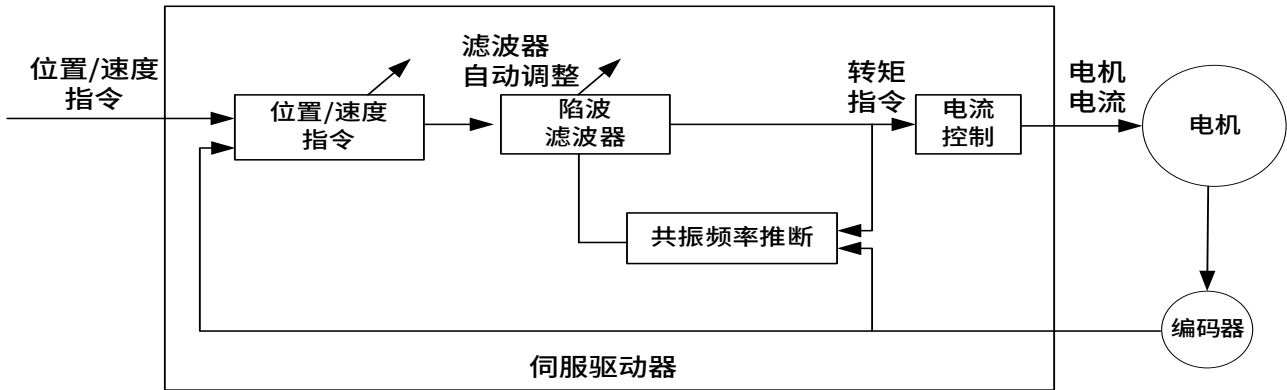 位置/速度
指令
位置/速度
指令
滤波器
自动调整
陷波
滤波器
转矩
指令
电流
控制
电机
电流
电机
共振频率推断
编码器
伺服驱动器